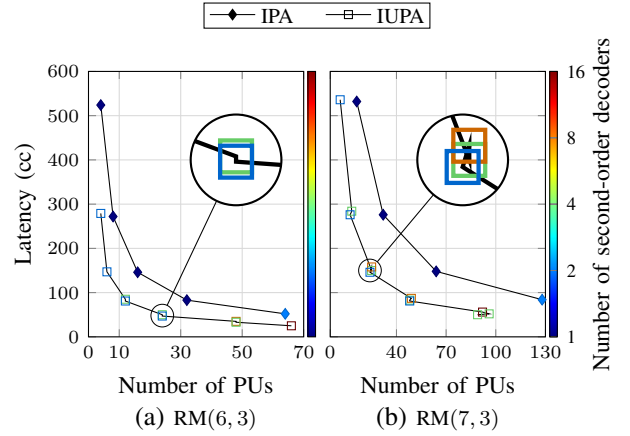 IPA IUPA
600
500
400
300
200
100
0
Latency (cc)
0 10 30 50 70
0 40 70 100 130
16
8
4
2
1
Number of second-order decoders
Number of PUs Number of PUs
(a) RM(6, 3) (b) RM(7, 3)